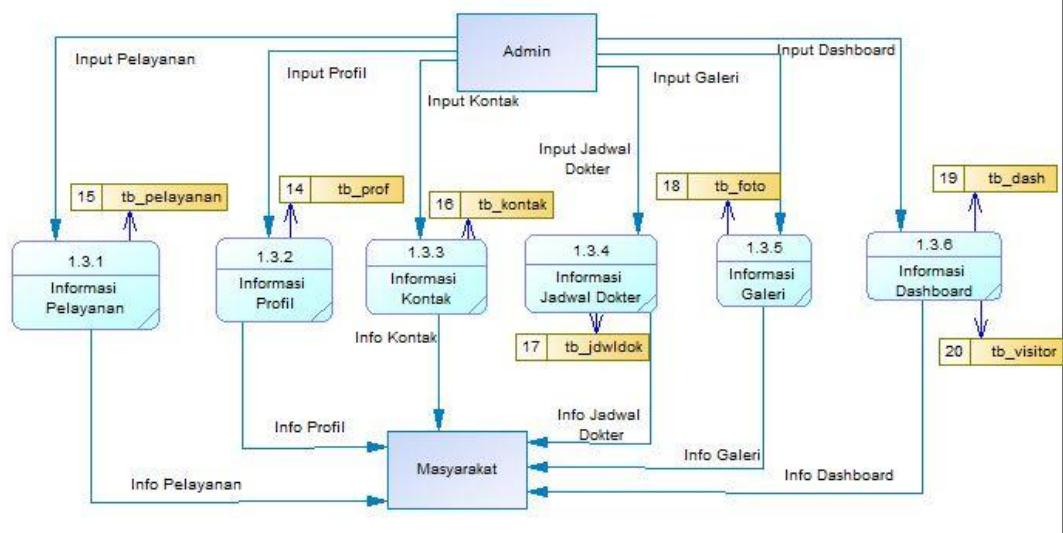 Admin
Input Pelayanan
Input Profil
Input Kontak
Input Jadwal
Dokter
Input Galeri
Input Dashboard
15 tb_pelayanan
14 tb_prof
16 tb_kontak
18 tb_foto
19 tb_dash
1.3.1
Informasi
Pelayanan
1.3.2
Informasi
Profil
1.3.3
Informasi
Kontak
1.3.4
Informasi
Jadwal Dokter
1.3.5
Informasi
Galeri
1.3.6
Informasi
Dashboard
17 tb_jdwldok
20 tb_visitor
Info Kontak
Info Profil
Info Jadwal
Dokter
Info Galeri
Info Pelayanan
Info Dashboard
Masyarakat